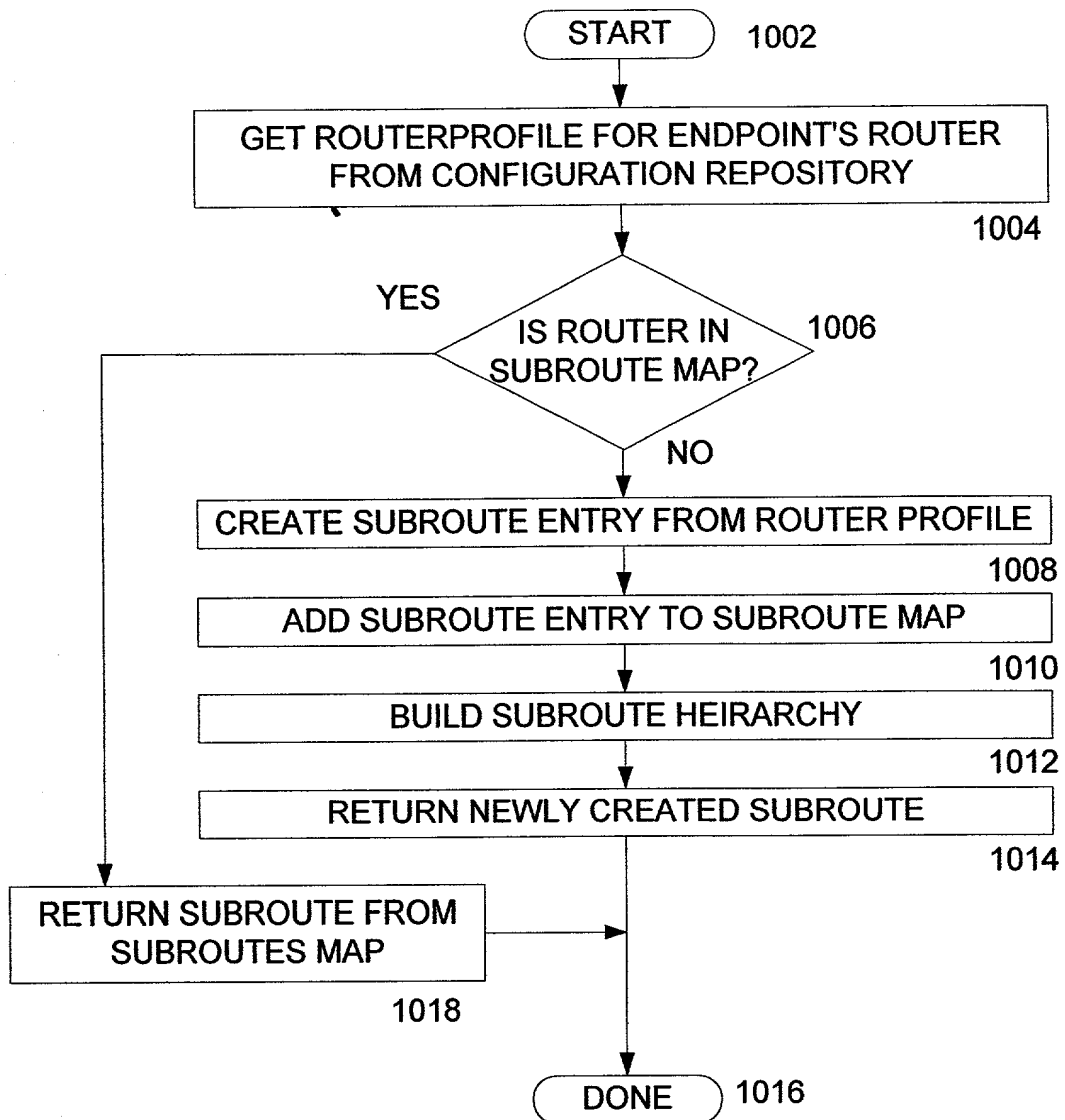 START
1002
GET ROUTERPROFILE FOR ENDPOINT'S ROUTER
FROM CONFIGURATION REPOSITORY
1004
YES
IS ROUTER IN
SUBROUTE MAP?
1006
NO
CREATE SUBROUTE ENTRY FROM ROUTER PROFILE
1008
ADD SUBROUTE ENTRY TO SUBROUTE MAP
1010
BUILD SUBROUTE HEIRARCHY
1012
RETURN NEWLY CREATED SUBROUTE
1014
RETURN SUBROUTE FROM
SUBROUTES MAP
1018
DONE
1016